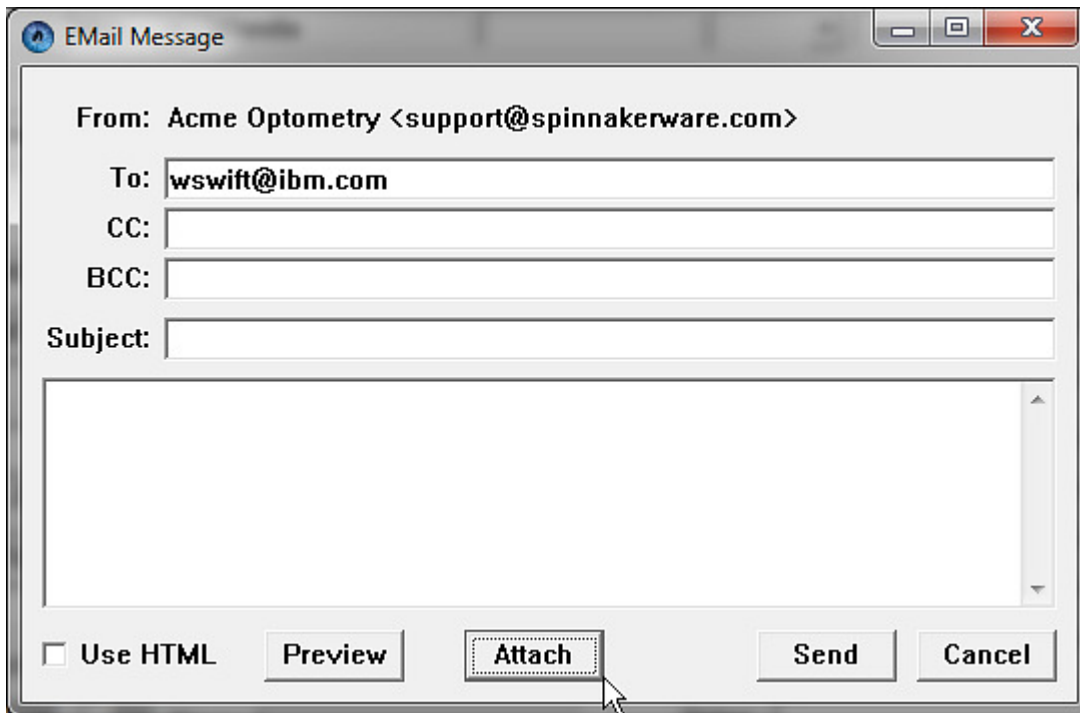 EMail Message
From: Acme Optometry <support@spinnakerware.com>
To: wswift@ibm.com
CC:
BCC:
Subject:
Use HTML Preview Attach Send Cancel